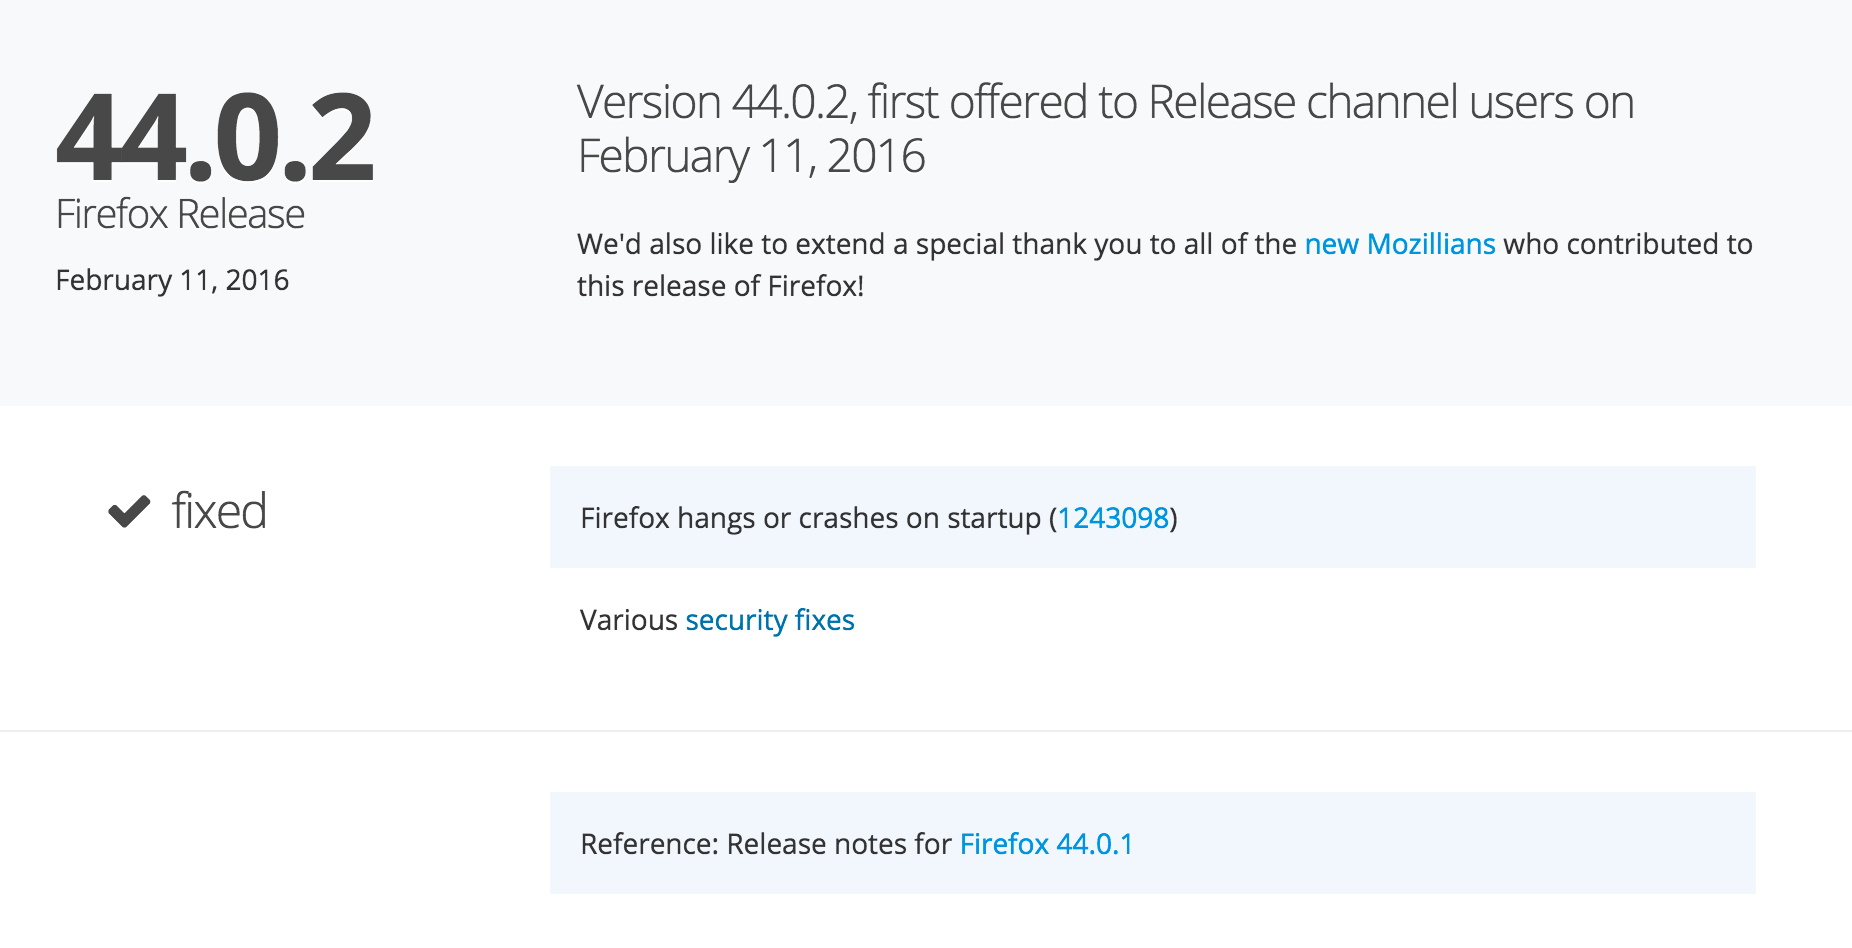 44.0.2
Firefox Release
February 11, 2016
Version 44.0.2, first offered to Release channel users on
February 11, 2016
We'd also like to extend a special thank you to all of the new Mozillians who contributed to
this release of Firefox!
fixed
Firefox hangs or crashes on startup (1243098)
Various security fixes
Reference: Release notes for Firefox 44.0.1